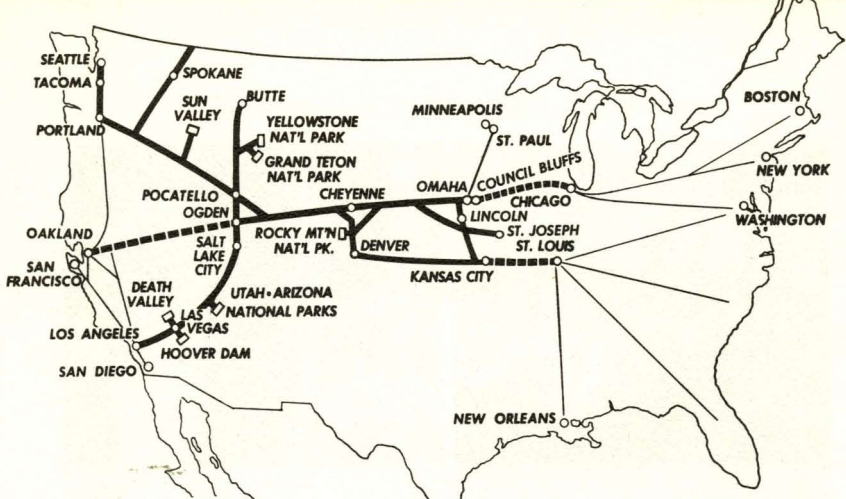 SEATTLE
TACOMA
SPOKANE
PORTLAND
SUN
VALLEY
BUTTE
YELLOWSTONE
NAT'L PARK
GRAND TETON
NAT'L PARK
MINNEAPOLIS
ST. PAUL
BOSTON
NEW YORK
WASHINGTON
POCATELLO
OGDEN
CHEYENNE
OMAHA
COUNCIL BLUFFS
CHICAGO
OAKLAND
SAN
FRANCISCO
SALT
LAKE
CITY
ROCKY MT'N
NAT'L PK.
DENVER
LINCOLN
ST. JOSEPH
ST. LOUIS
KANSAS CITY
DEATH
VALLEY
UTAH•ARIZONA
NATIONAL PARKS
LAS
VEGAS
LOS ANGELES
HOOVER DAM
SAN DIEGO
NEW ORLEANS